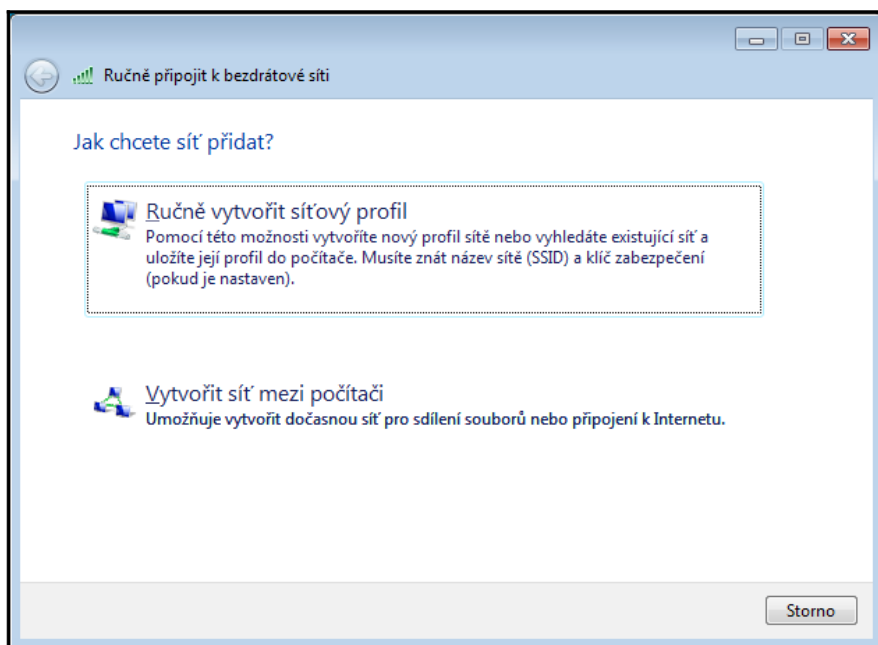 Ručně připojit k bezdrátové síti
Jak chcete síť přidat?
Ručně vytvořit síťový profil
Pomocí této možnosti vytvoříte nový profil sítě nebo vyhledáte existující síť a
uložíte její profil do počítače. Musíte znát název sítě (SSID) a klíč zabezpečení
(pokud je nastaven).
Vytvořit síť mezi počítači
Umožňuje vytvořit dočasnou síť pro sdílení souborů nebo připojení k Internetu.
Storno